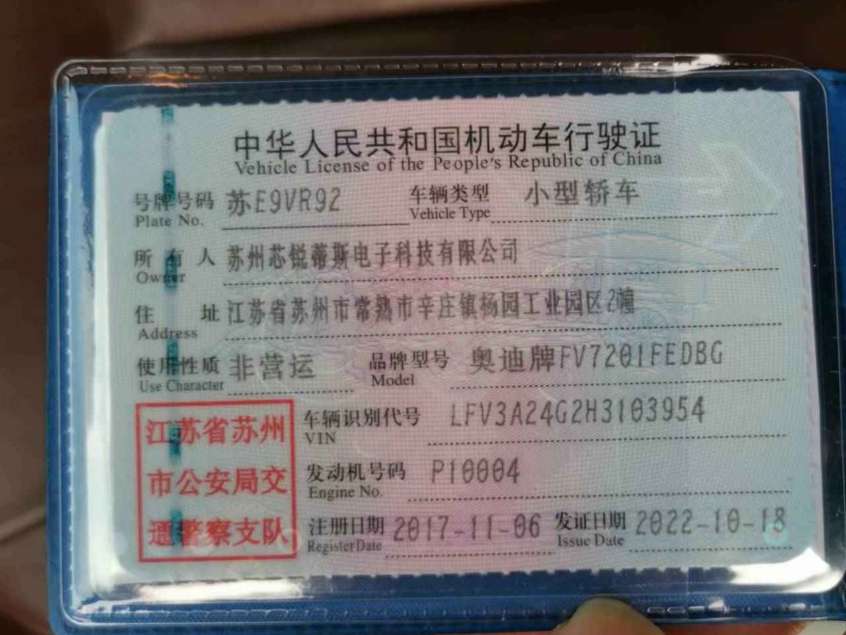 中华人民共和国机动车行驶证
Vehicle License of the People's Republic of China
号牌号码 苏E9VR92 车辆类型 小型轿车
Plate No. Vehicle Type
所有人 苏州芯锐蒂斯电子科技有限公司
Owner
住址 江苏省苏州市常熟市辛庄镇杨园工业园区2幢
Address
使用性质 非营运 品牌型号 奥迪牌FV7201FEDBG
Use Character Model
江苏省苏州
市公安局交
通警察支队
车辆识别代号 LFV3A24G2H3103954
VIN
发动机号码 P10004
Engine No.
注册日期 2017-11-06 发证日期 2022-10-18
Register Date Issue Date